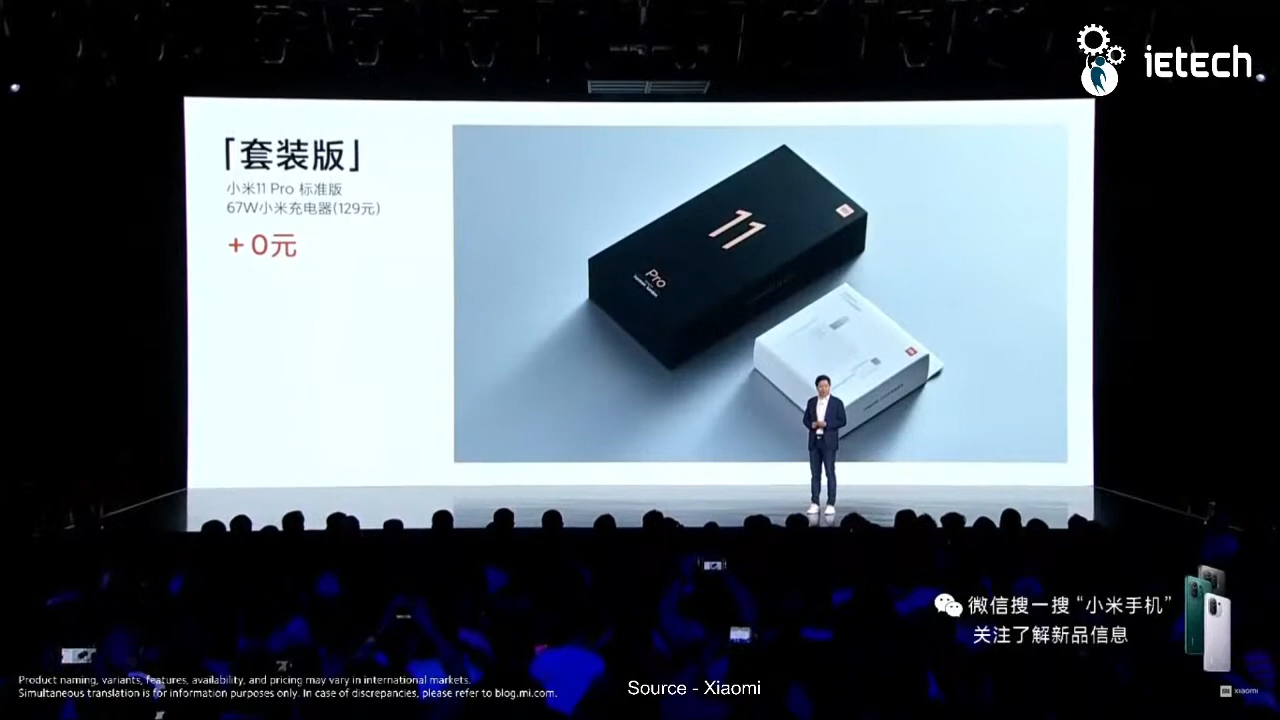 ietech
「套装版」
小米11 Pro 标准版
67W小米充电器(129元)
+ 0元
11
Pro
微信搜一搜 “小米手机”
关注了解新品信息
Product naming, variants, features, availability, and pricing may vary in international markets.
Simultaneous translation is for information purposes only. In case of discrepancies, please refer to blog.mi.com.
Source - Xiaomi
xiaomi